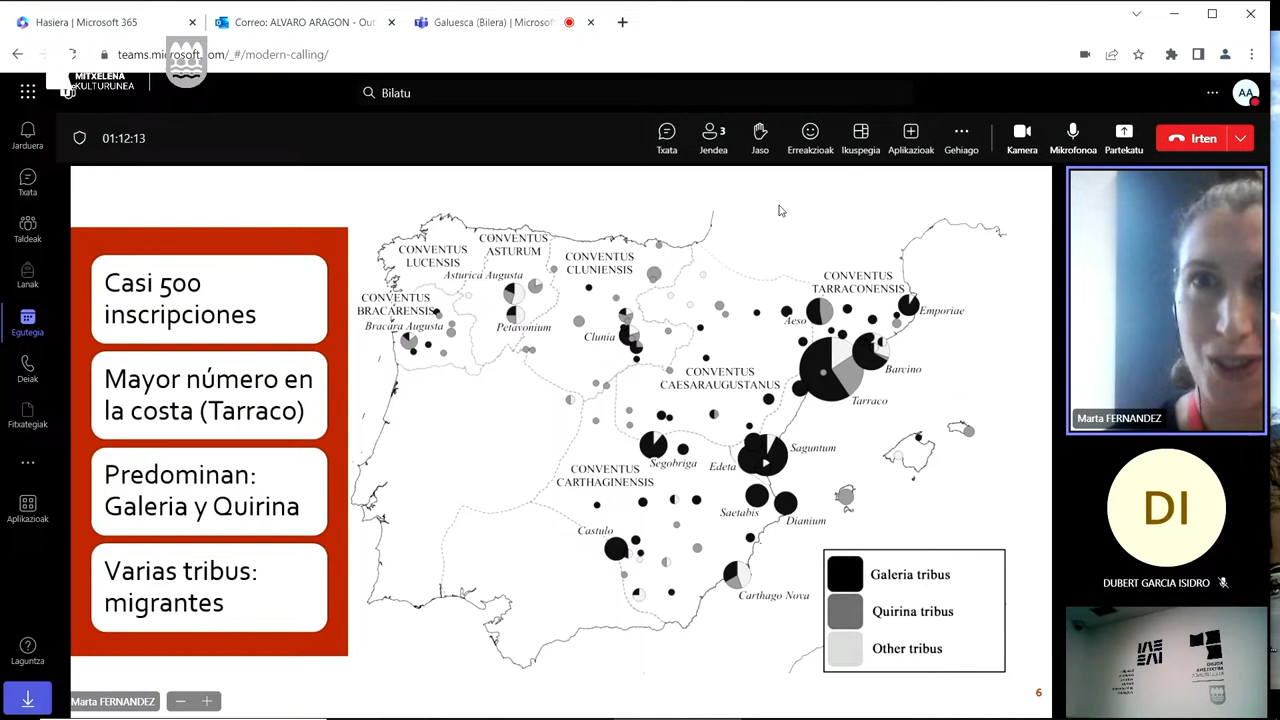 Hasiera | Microsoft 365
Correo: ALVARO ARAGON - Out
Galuesca (Bilera) | Microsof
teams.microsoft.com/_#/modern-calling/
MITXELENA
KULTURUNEA
Bilatu
AA
Jarduera
01:12:13
Txata
3
Jendea
Jaso
Erreakzioak
Ikuspegia
Aplikazioak
Gehiago
Kamera
Mikrofonoa
Partekatu
Irten
Txata
Taldeak
Lanak
Egutegia
Deiak
Fitxategiak
Aplikazioak
Laguntza
Casi 500
inscripciones
Mayor número en
la costa (Tarraco)
Predominan:
Galeria y Quirina
Varias tribus:
migrantes
CONVENTUS
LUCENSIS
CONVENTUS
ASTURUM
Asturica Augusta
CONVENTUS
CLUNIENSIS
CONVENTUS
BRACARENSIS
Bracara Augusta
Petavonium
Clunia
CONVENTUS
TARRACONENSIS
Aeso
Emporiae
Barcino
CONVENTUS
CAESARAUGUSTANUS
Tarraco
Segobriga
Edeta
Saguntum
CONVENTUS
CARTHAGINENSIS
Saetabis
Dianium
Castulo
Carthago Nova
Galeria tribus
Quirina tribus
Other tribus
6
Marta FERNANDEZ
Marta FERNANDEZ
DI
DUBERT GARCIA ISIDRO